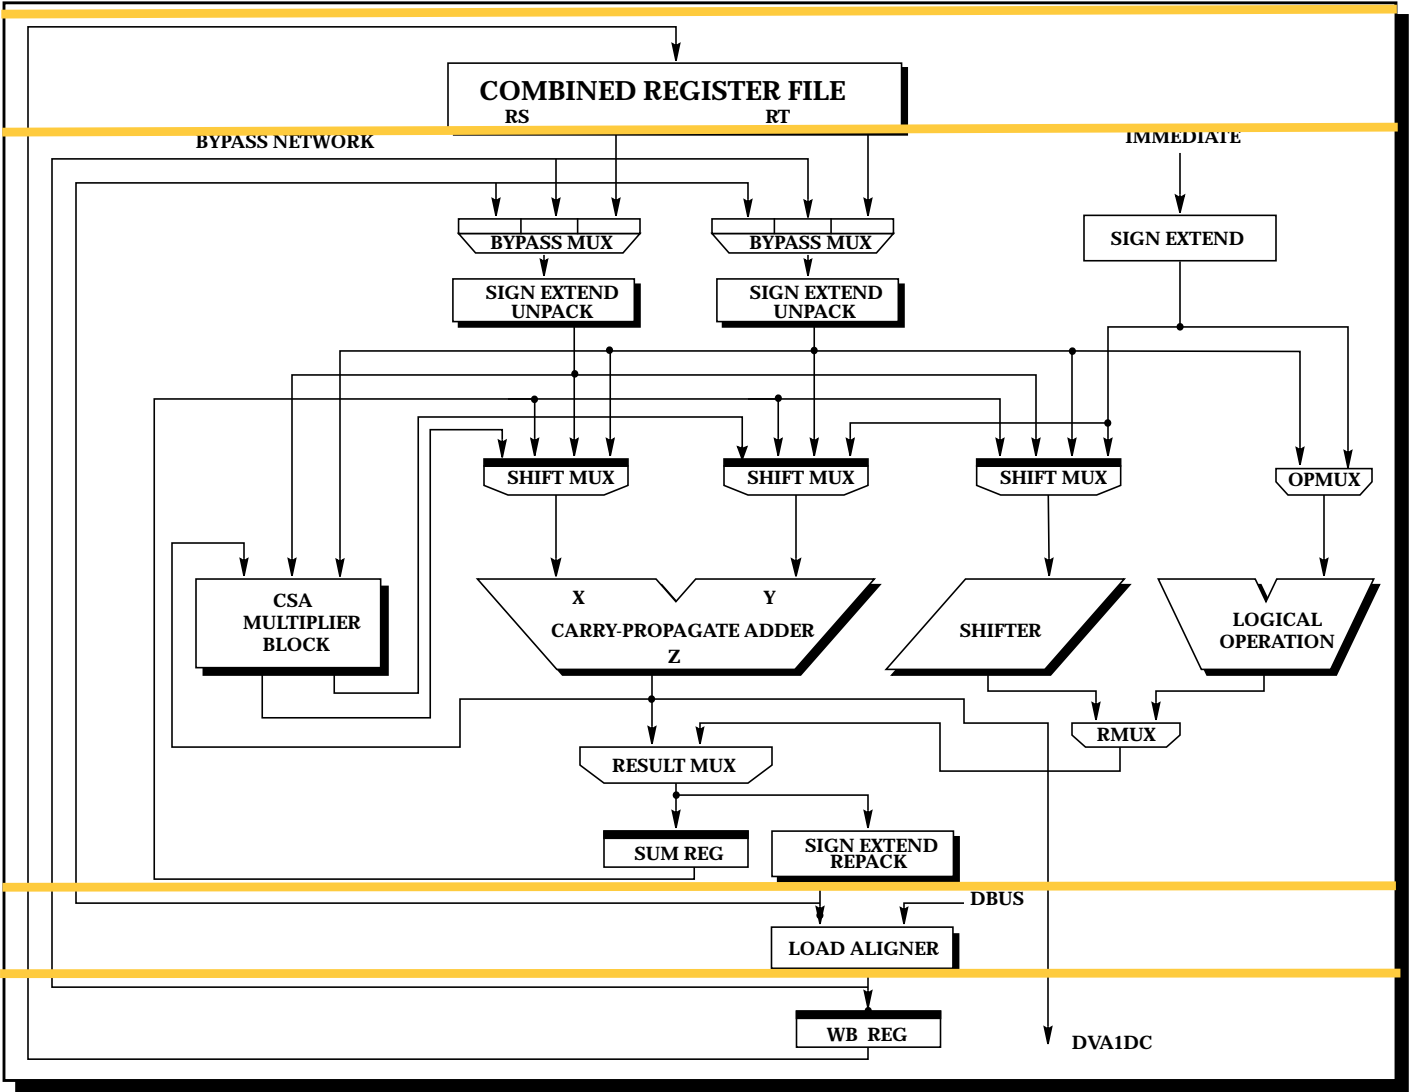 COMBINED REGISTER FILE
RS RT
BYPASS NETWORK
IMMEDIATE
BYPASS MUX
BYPASS MUX
SIGN EXTEND
SIGN EXTEND
UNPACK
SIGN EXTEND
UNPACK
SHIFT MUX
SHIFT MUX
SHIFT MUX
OPMUX
CSA
MULTIPLIER
BLOCK
X Y
CARRY-PROPAGATE ADDER
Z
SHIFTER
LOGICAL
OPERATION
RMUX
RESULT MUX
SUM REG
SIGN EXTEND
REPACK
DBUS
LOAD ALIGNER
WB REG
DVA1DC